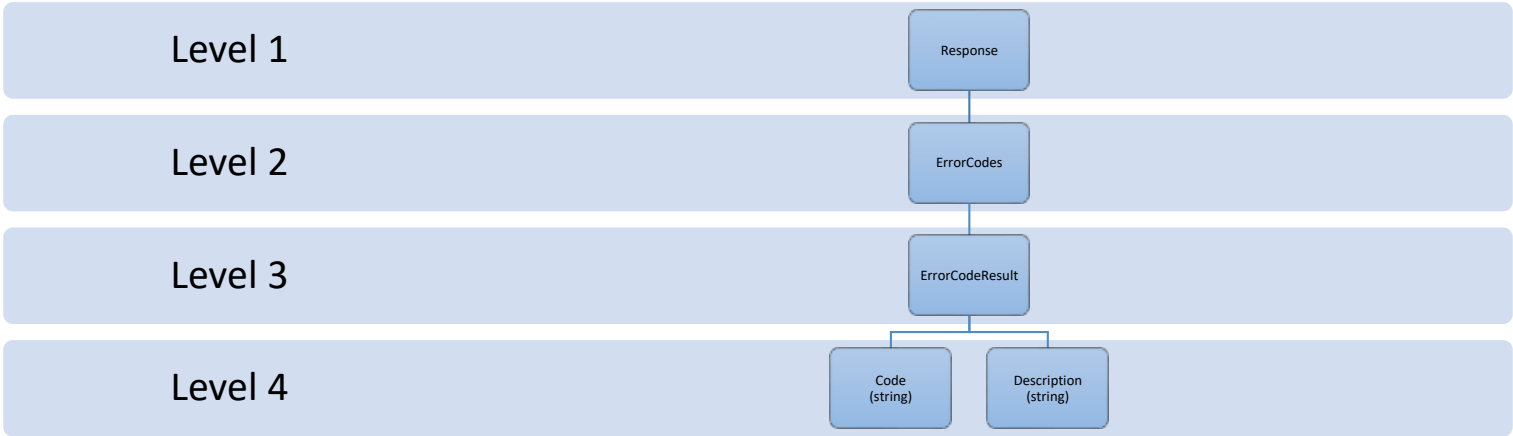 Level 1
Response
Level 2
ErrorCodes
Level 3
ErrorCodeResult
Level 4
Code
(string)
Description
(string)